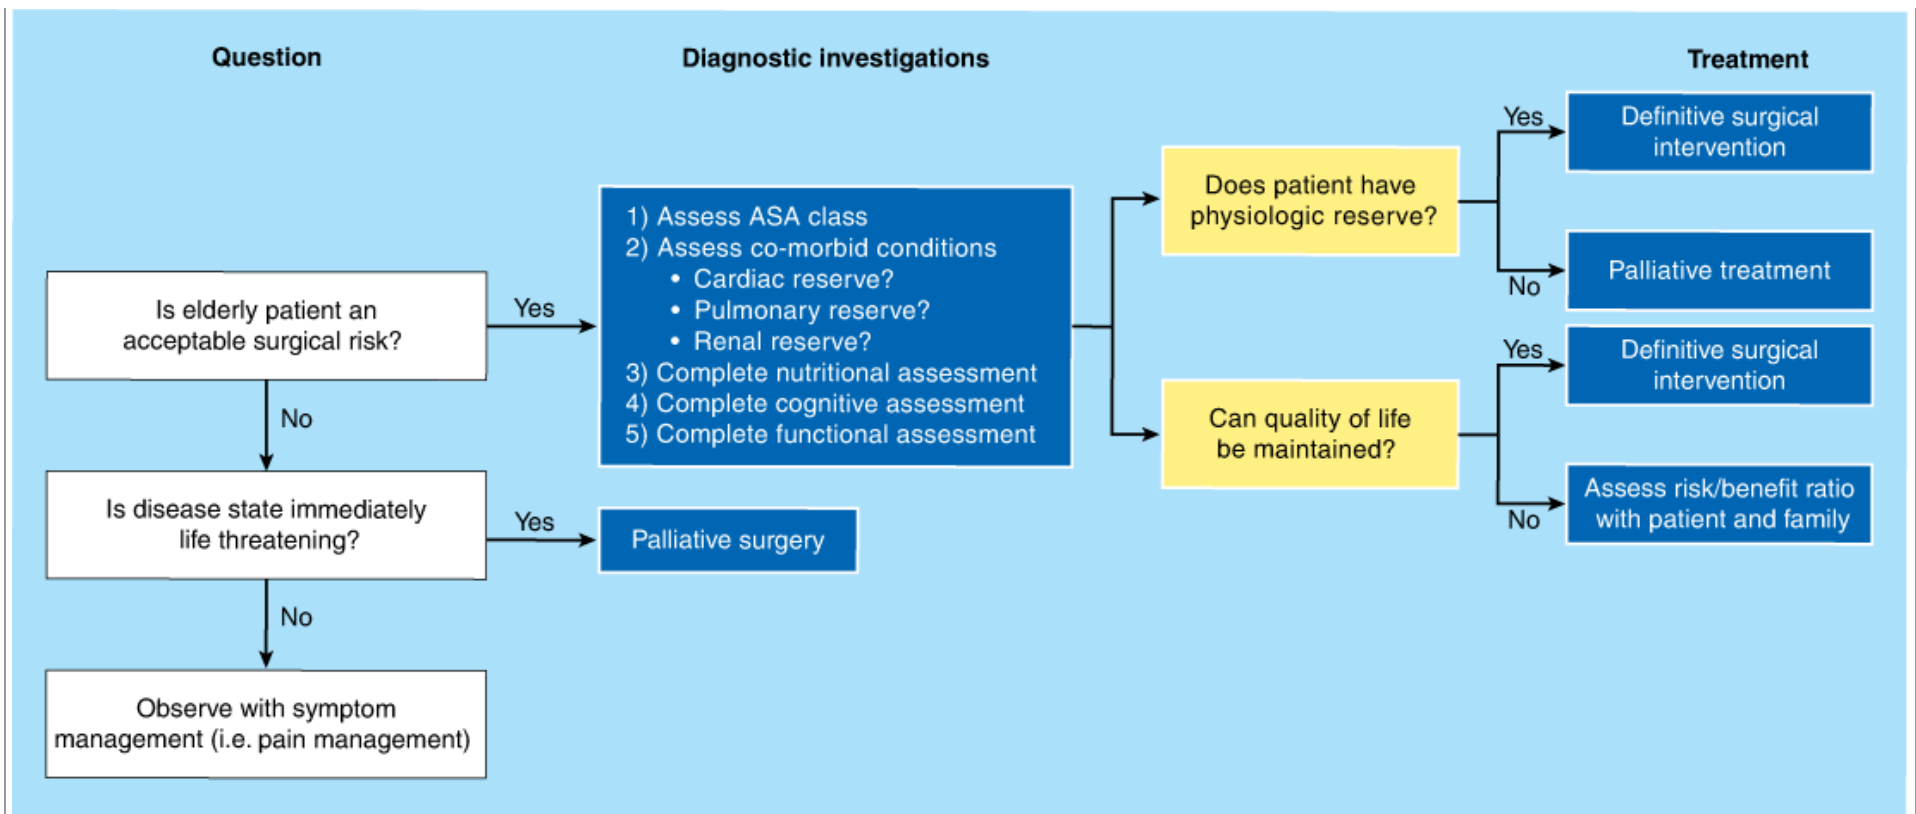 Question
Diagnostic investigations
Treatment
Is elderly patient an
acceptable surgical risk?
Yes
No
1) Assess ASA class
2) Assess co-morbid conditions
• Cardiac reserve?
• Pulmonary reserve?
• Renal reserve?
3) Complete nutritional assessment
4) Complete cognitive assessment
5) Complete functional assessment
Does patient have
physiologic reserve?
Yes
Definitive surgical
intervention
No
Palliative treatment
Can quality of life
be maintained?
Yes
Definitive surgical
intervention
No
Assess risk/benefit ratio
with patient and family
Is disease state immediately
life threatening?
Yes
Palliative surgery
No
Observe with symptom
management (i.e. pain management)